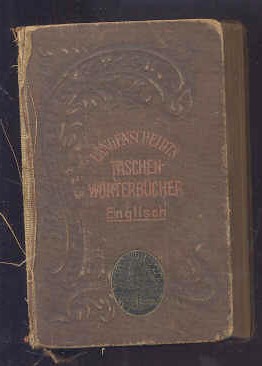 LANGENSCHEIDTS
TASCHEN-
WÖRTERBÜCHER
Englisch